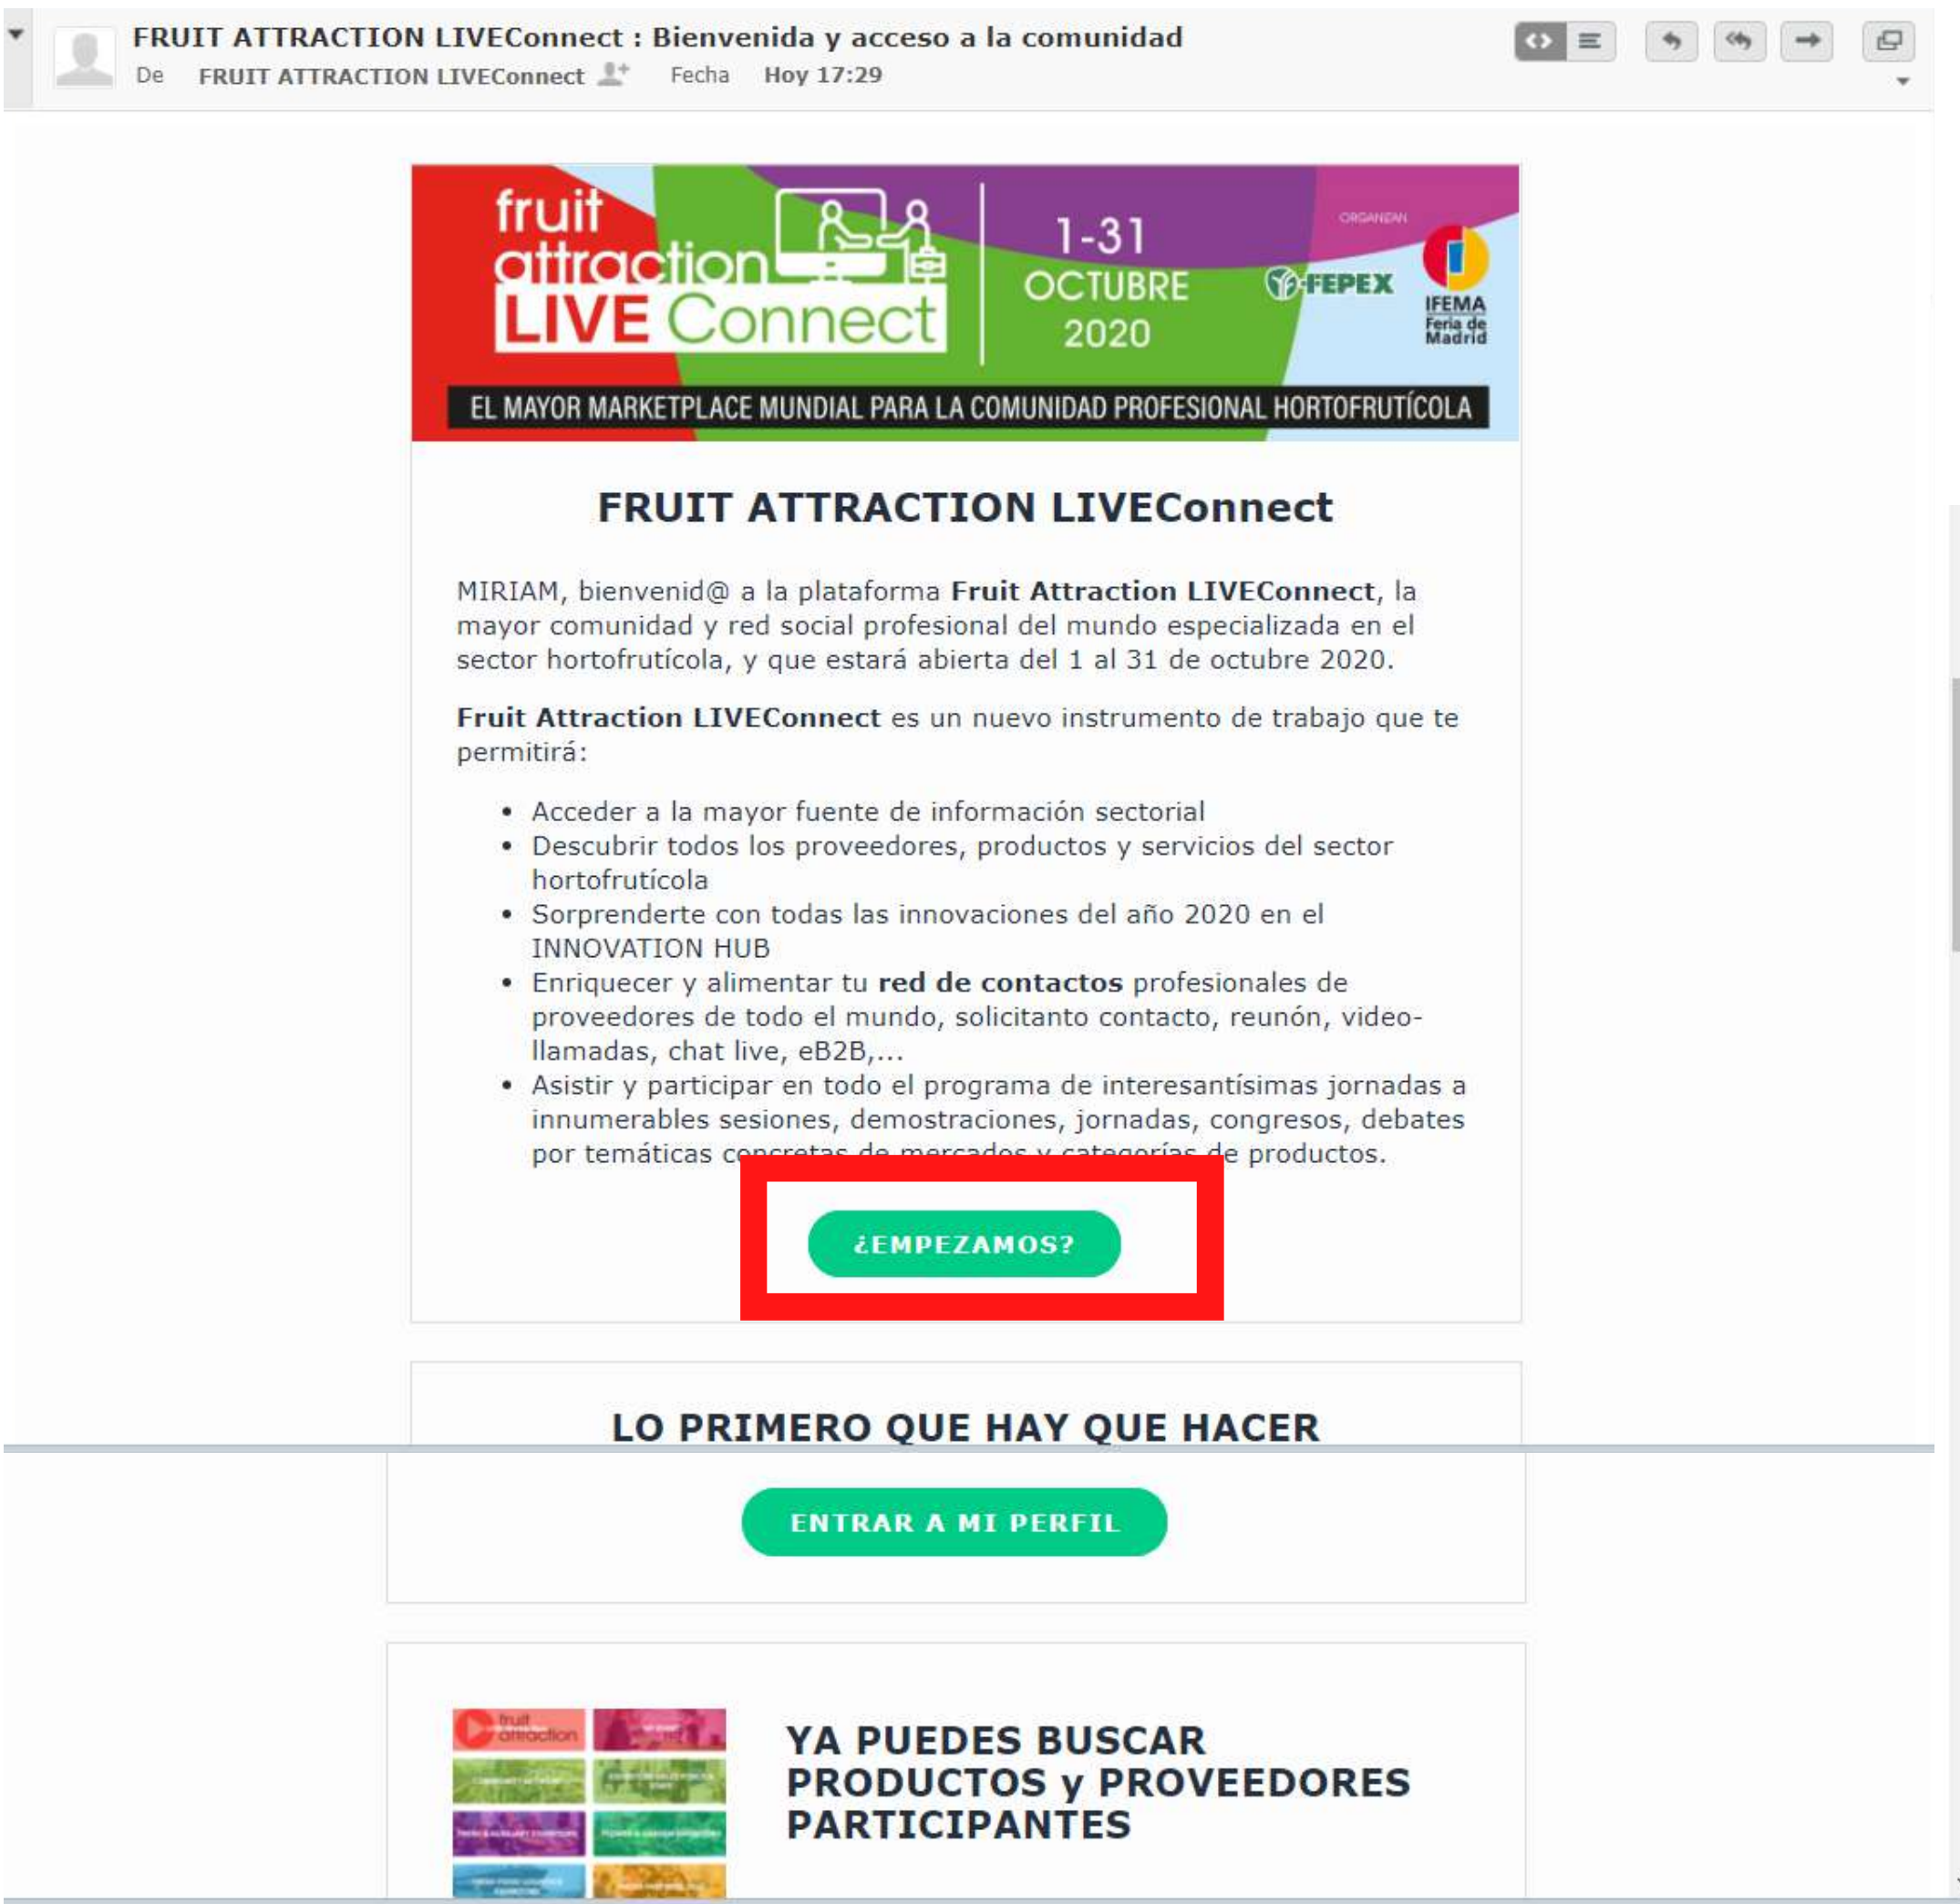 FRUIT ATTRACTION LIVEConnect : Bienvenida y acceso a la comunidad
De FRUIT ATTRACTION LIVEConnect Fecha Hoy 17:29
fruit
attraction
LIVE Connect
1-31
OCTUBRE
2020
ORGANIZAN
FEPEX
IFEMA
Feria de
Madrid
EL MAYOR MARKETPLACE MUNDIAL PARA LA COMUNIDAD PROFESIONAL HORTOFRUTÍCOLA
FRUIT ATTRACTION LIVEConnect
MIRIAM, bienvenid@ a la plataforma Fruit Attraction LIVEConnect, la
mayor comunidad y red social profesional del mundo especializada en el
sector hortofrutícola, y que estará abierta del 1 al 31 de octubre 2020.
Fruit Attraction LIVEConnect es un nuevo instrumento de trabajo que te
permitirá:
• Acceder a la mayor fuente de información sectorial
• Descubrir todos los proveedores, productos y servicios del sector
hortofrutícola
• Sorprenderte con todas las innovaciones del año 2020 en el
INNOVATION HUB
• Enriquecer y alimentar tu red de contactos profesionales de
proveedores de todo el mundo, solicitanto contacto, reunón, video-
llamadas, chat live, eB2B,...
• Asistir y participar en todo el programa de interesantísimas jornadas a
innumerables sesiones, demostraciones, jornadas, congresos, debates
por temáticas concretas de mercados y categorías de productos.
¿EMPEZAMOS?
LO PRIMERO QUE HAY QUE HACER
ENTRAR A MI PERFIL
fruit
attraction
YA PUEDES BUSCAR
PRODUCTOS y PROVEEDORES
PARTICIPANTES